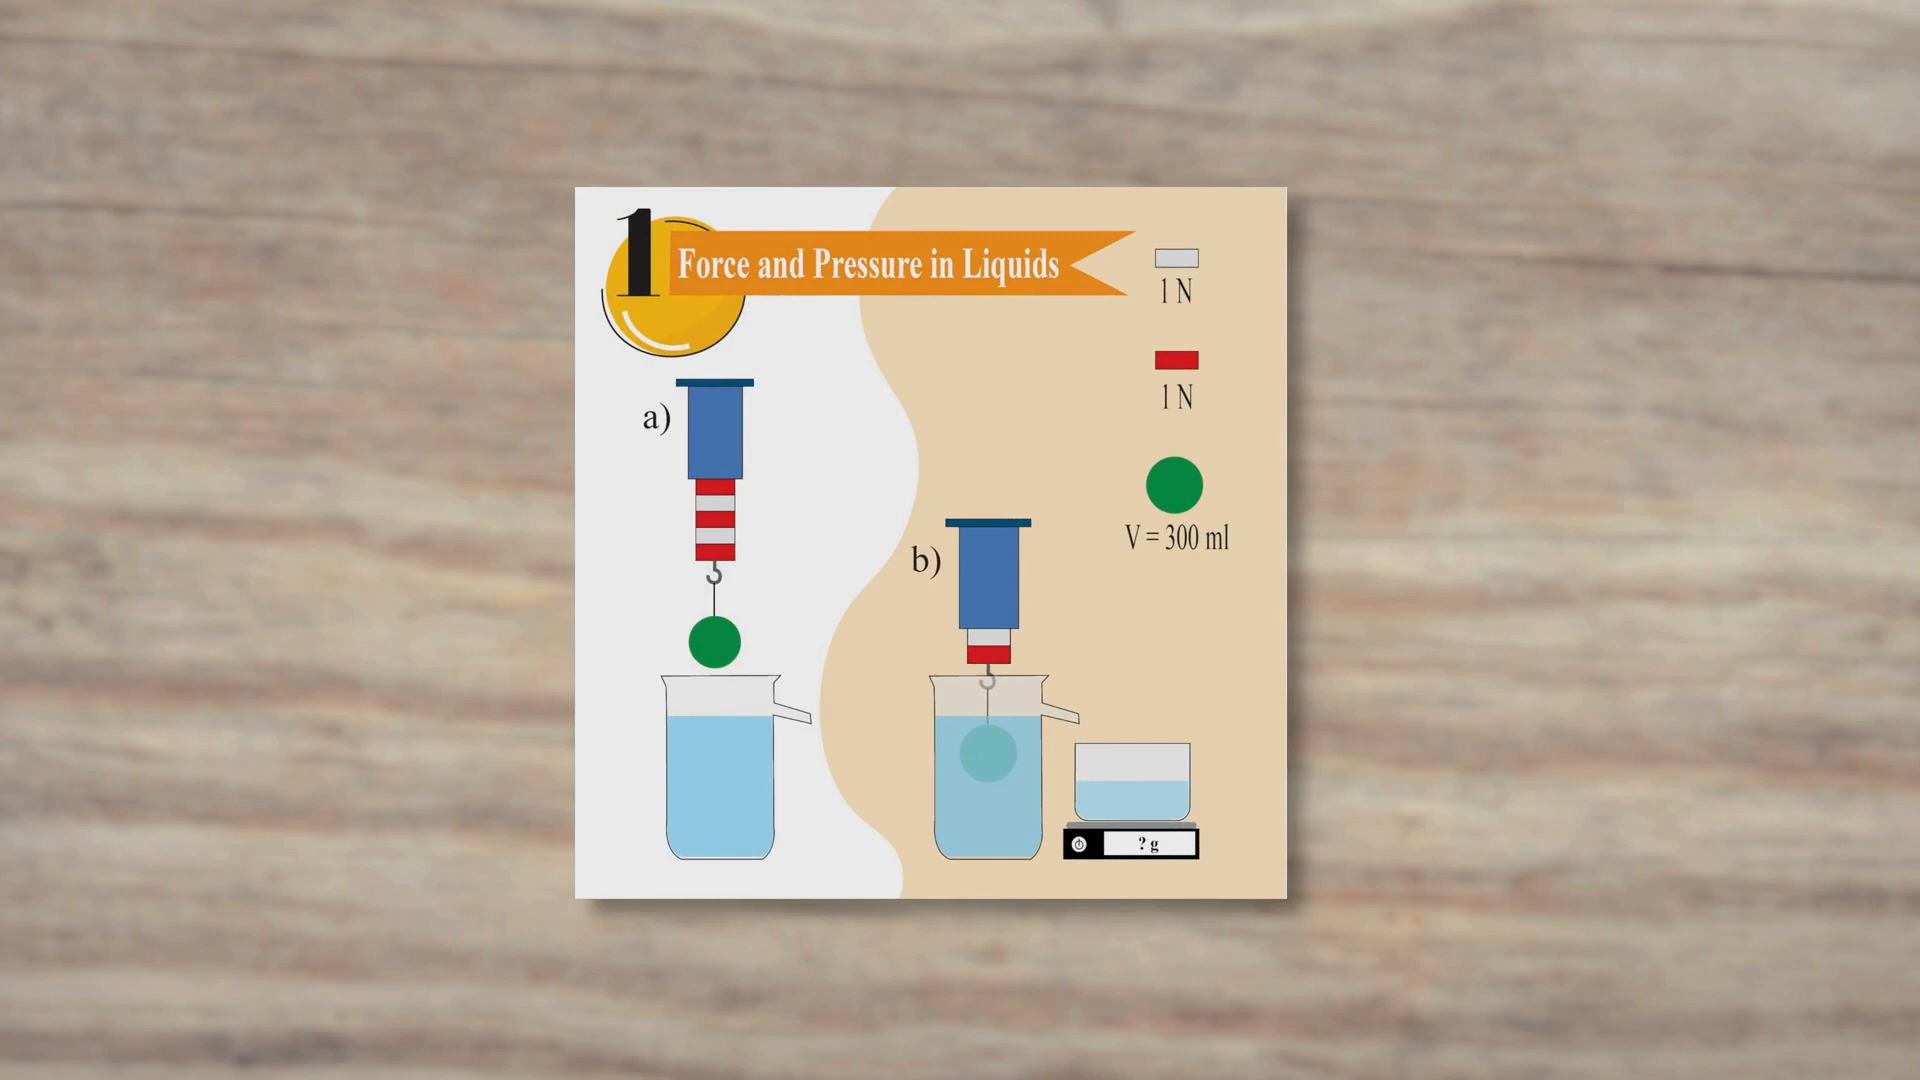 1
Force and Pressure in Liquids
1 N
1 N
a)
V = 300 ml
b)
? g